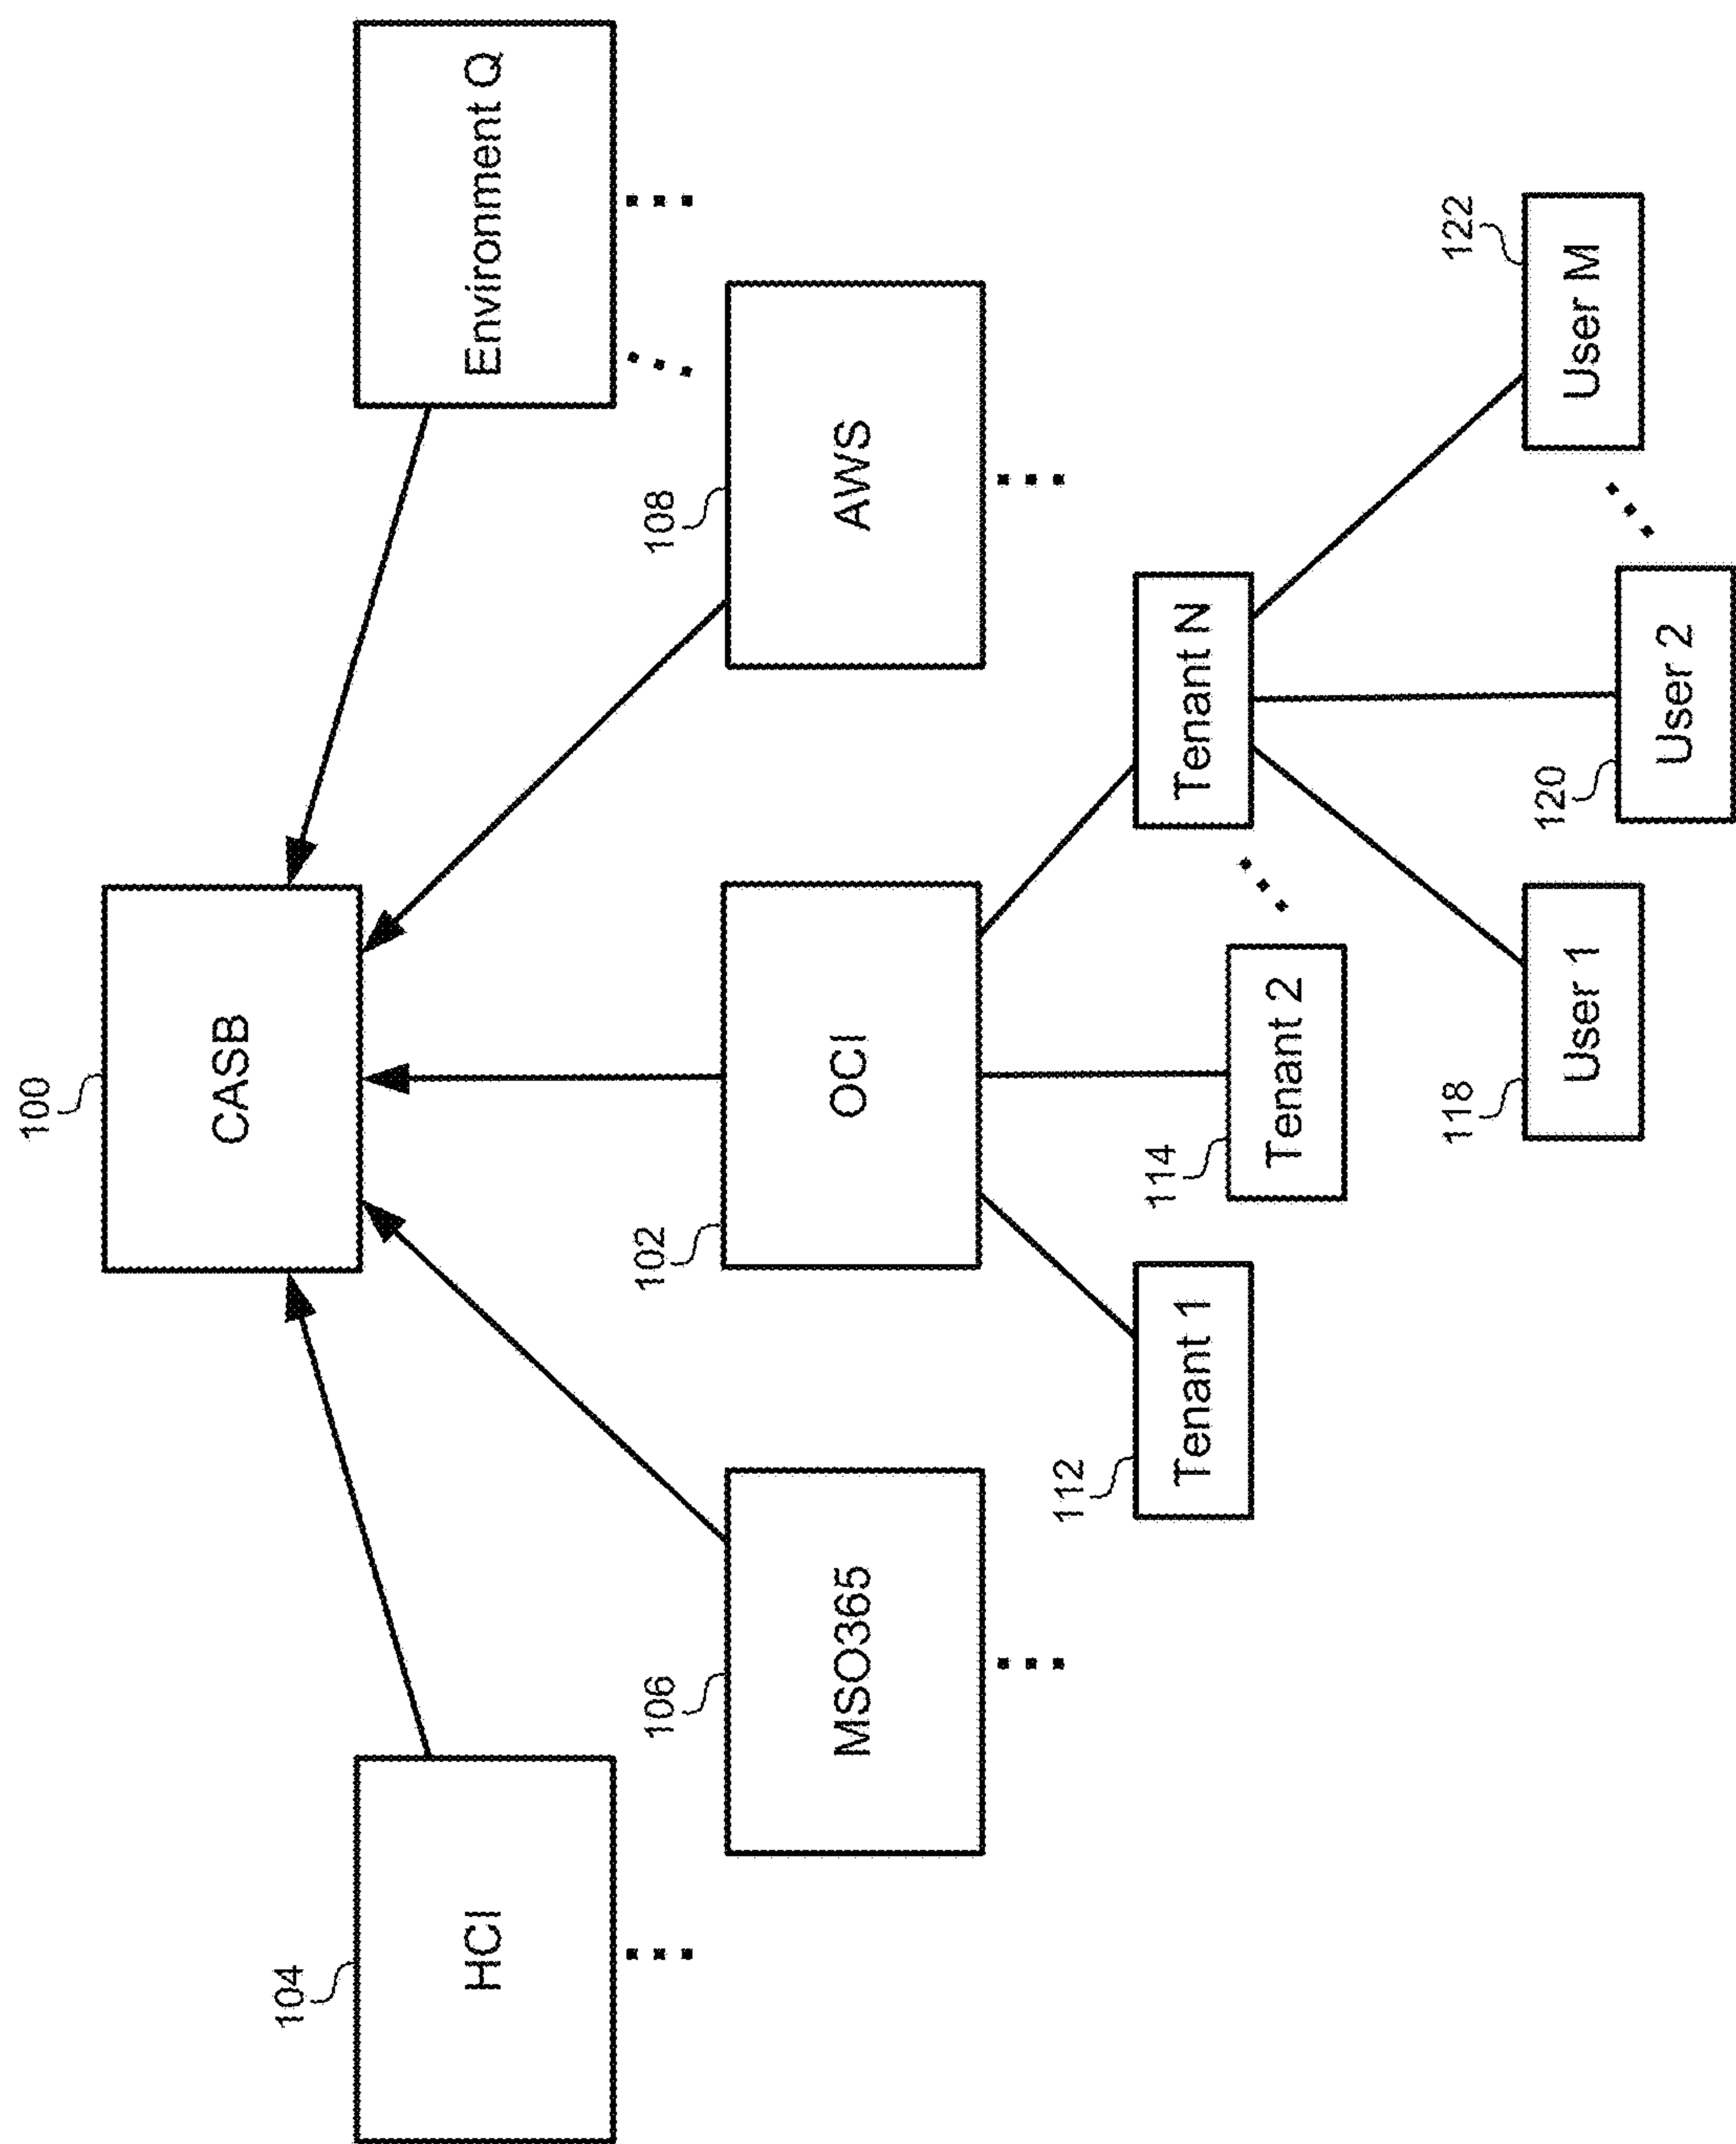 100
CASB
104
HCI
Environment Q
106
MSO365
102
OCI
108
AWS
112
Tenant 1
114
Tenant 2
Tenant N
118
User 1
120
User 2
122
User M